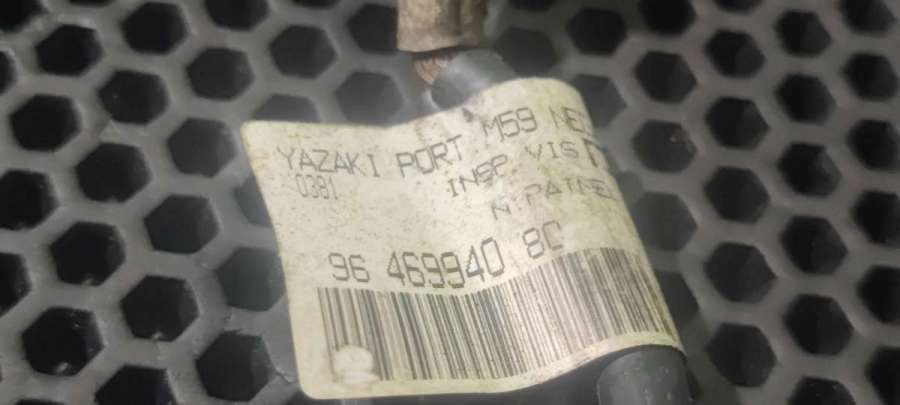 YAZAKI PORT M59
0381 INSP. VIS
96 469940 80